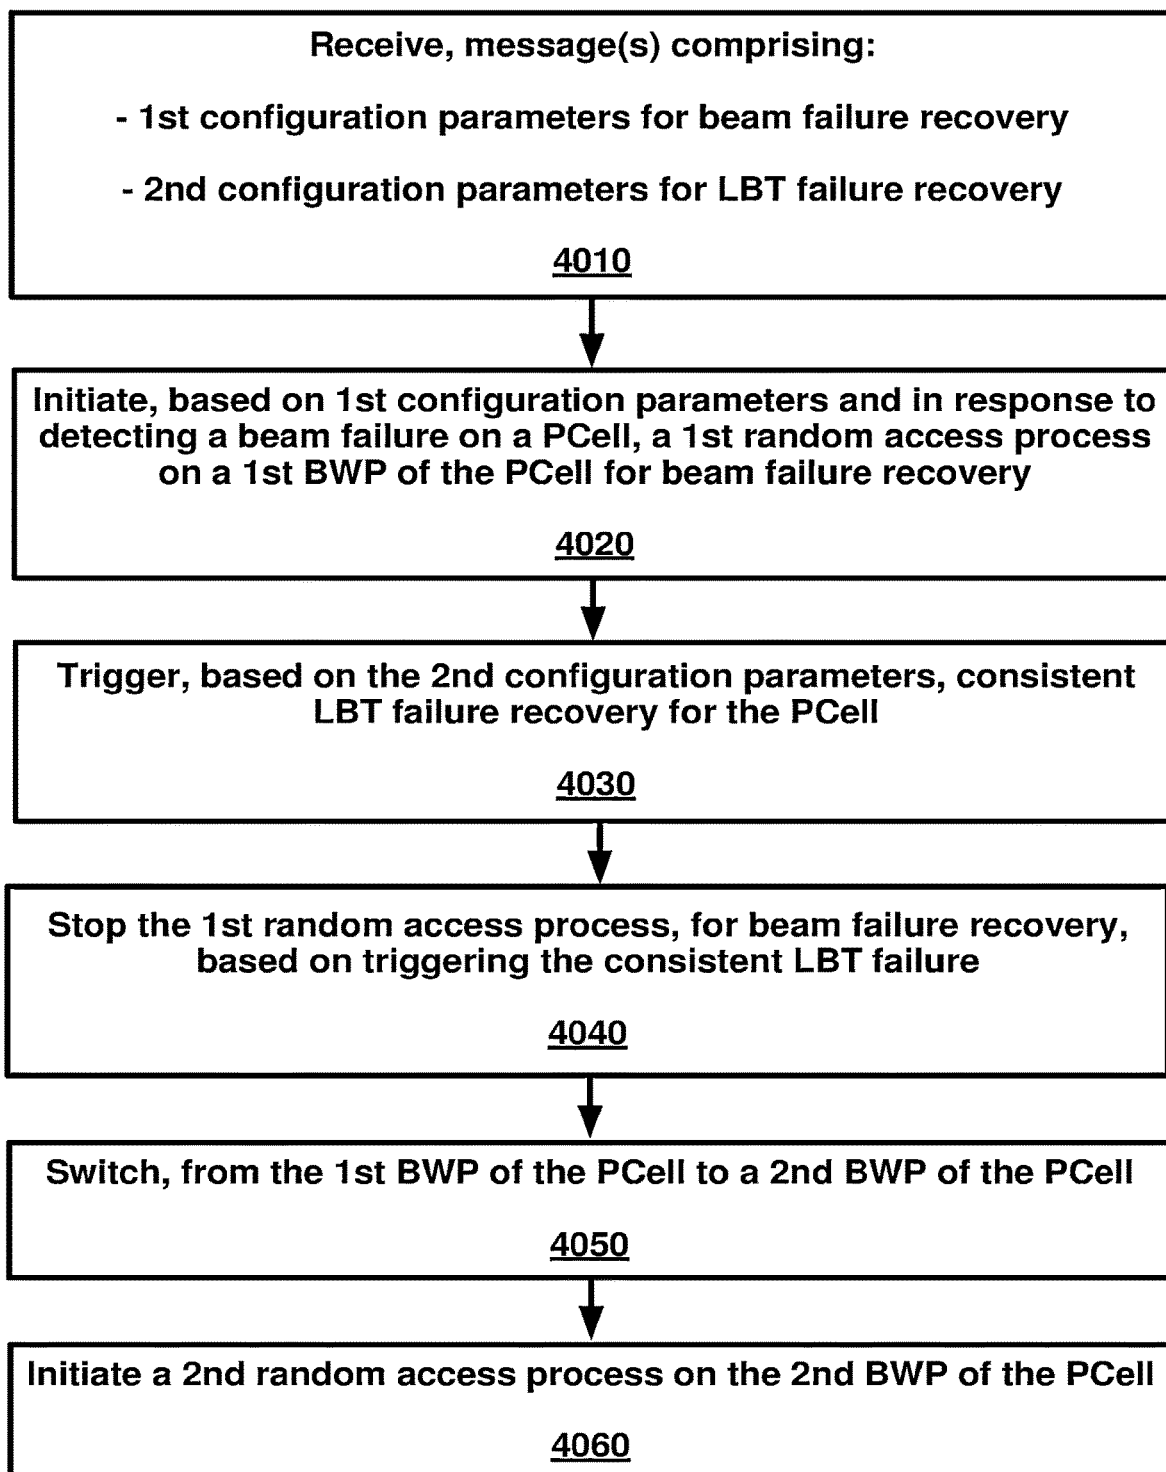 Receive, message(s) comprising:
- 1st configuration parameters for beam failure recovery
- 2nd configuration parameters for LBT failure recovery
4010
Initiate, based on 1st configuration parameters and in response to
detecting a beam failure on a PCell, a 1st random access process
on a 1st BWP of the PCell for beam failure recovery
4020
Trigger, based on the 2nd configuration parameters, consistent
LBT failure recovery for the PCell
4030
Stop the 1st random access process, for beam failure recovery,
based on triggering the consistent LBT failure
4040
Switch, from the 1st BWP of the PCell to a 2nd BWP of the PCell
4050
Initiate a 2nd random access process on the 2nd BWP of the PCell
4060